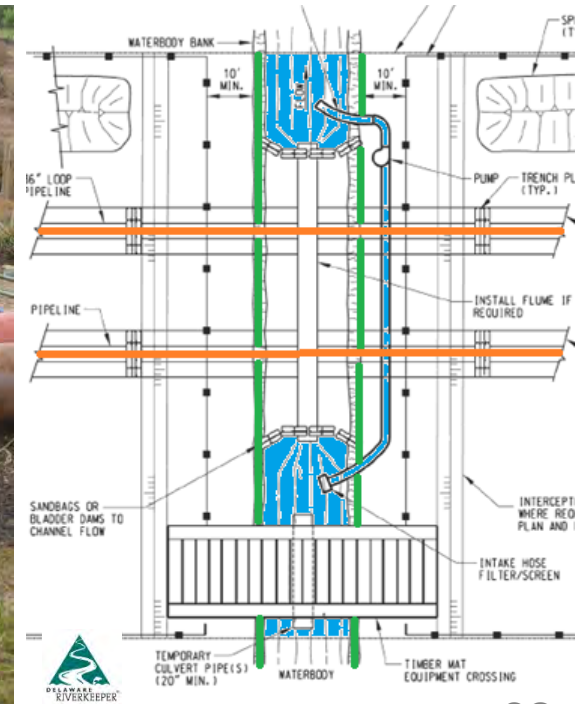 WATERBODY BANK
SP
(T
10'
MIN.
10'
MIN.
FLOW
16" LOOP
PIPELINE
PUMP
TRENCH PL
(TYP.)
PIPELINE
INSTALL FLUME IF
REQUIRED
SANDBAGS OR
BLADDER DAMS TO
CHANNEL FLOW
INTERCEPT
WHERE REQ
PLAN AND
INTAKE HOSE
FILTER/SCREEN
TEMPORARY
CULVERT PIPE(S)
(20" MIN.)
WATERBODY
TIMBER MAT
EQUIPMENT CROSSING
DELAWARE
RIVERKEEPER